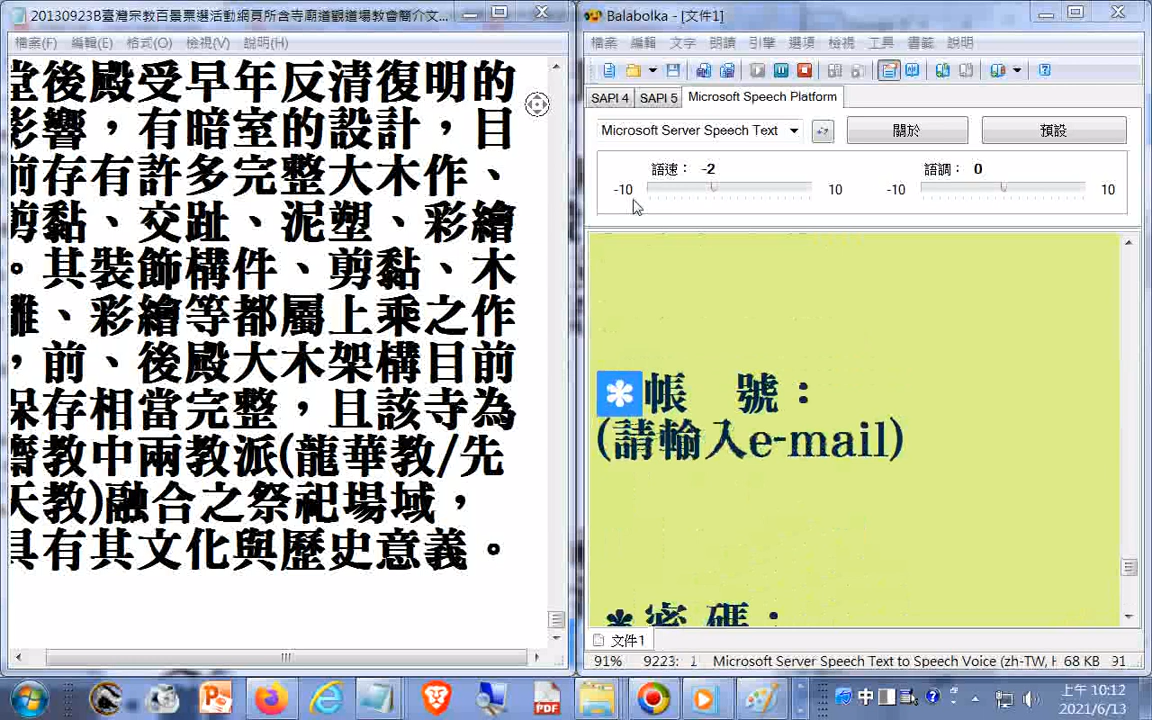 20130923B臺灣宗教百景票選活動網頁所含寺廟道觀道場教會簡介文...
檔案(F) 編輯(E) 格式(O) 檢視(V) 說明(H)
堂後殿受早年反清復明的
影響，有暗室的設計，目
前存有許多完整大木作、
剪黏、交趾、泥塑、彩繪
。其裝飾構件、剪黏、木
雕、彩繪等都屬上乘之作
，前、後殿大木架構目前
保存相當完整，且該寺為
齋教中兩教派(龍華教/先
天教)融合之祭祀場域，
具有其文化與歷史意義。
Balabolka - [文件1]
檔案 編輯 文字 朗讀 引擎 選項 檢視 工具 書籤 說明
SAPI 4 SAPI 5 Microsoft Speech Platform
Microsoft Server Speech Text 關於 預設
語速： -2 語調： 0
-10 10 -10 10
*帳 號：
(請輸入e-mail)
*密 碼：
文件1
91% 9223: 1 Microsoft Server Speech Text to Speech Voice (zh-TW, H 68 KB 91
中
上午 10:12
2021/6/13
PDF